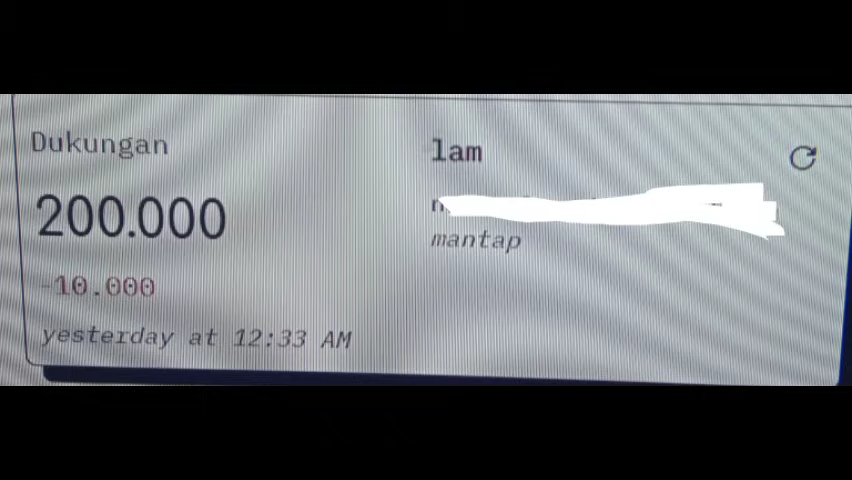 Dukungan
200.000
-10.000
yesterday at 12:33 AM
lam
mantap